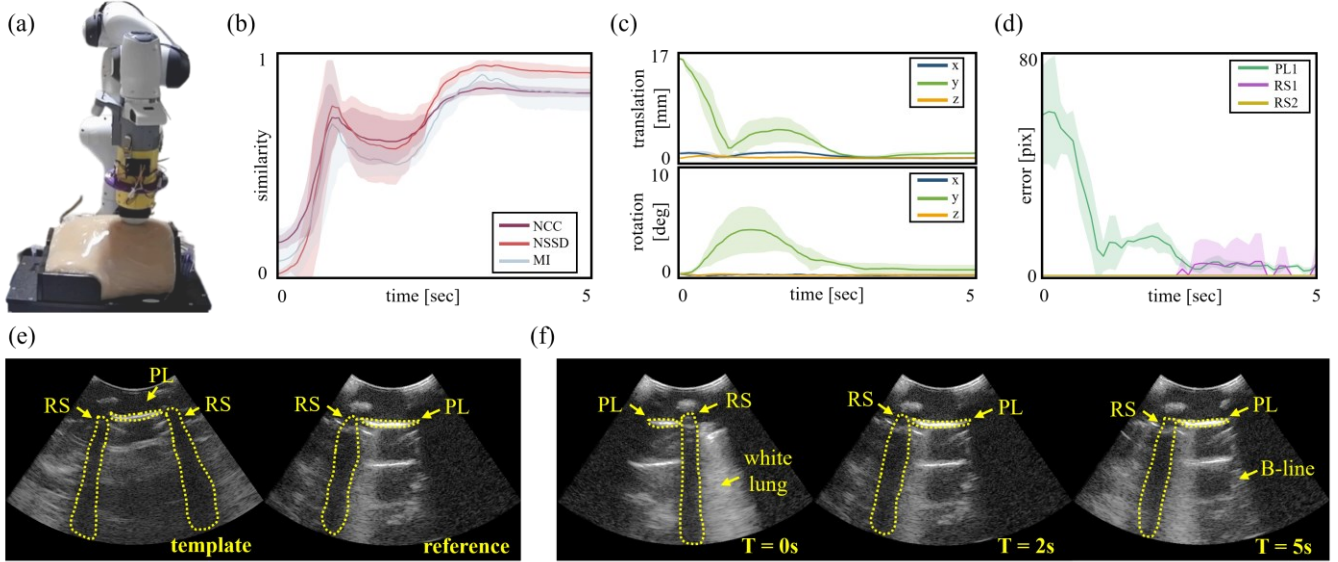 (a)
(b)
1
similarity
0
NCC
NSSD
MI
0
time [sec]
5
(c)
17
translation
[mm]
0
x
y
z
10
rotation
[deg]
0
x
y
z
0
time [sec]
5
(d)
80
error [pix]
0
PL1
RS1
RS2
0
time [sec]
5
(e)
PL
RS
RS
template
RS
PL
reference
(f)
PL
RS
white
lung
T = 0s
RS
PL
T = 2s
RS
PL
B-line
T = 5s